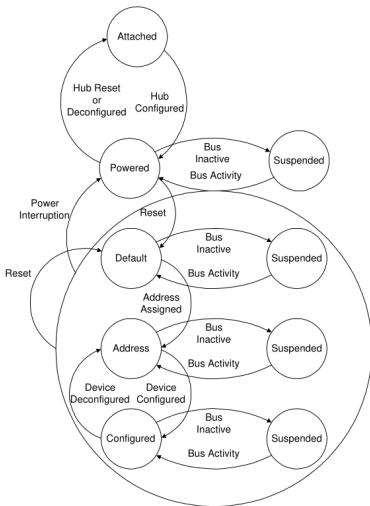 Attached
Hub Reset
or
Deconfigured
Hub
Configured
Powered
Bus
Inactive
Bus Activity
Suspended
Power
Interruption
Reset
Reset
Default
Bus
Inactive
Bus Activity
Suspended
Address
Assigned
Address
Bus
Inactive
Bus Activity
Suspended
Device
Deconfigured
Device
Configured
Configured
Bus
Inactive
Bus Activity
Suspended